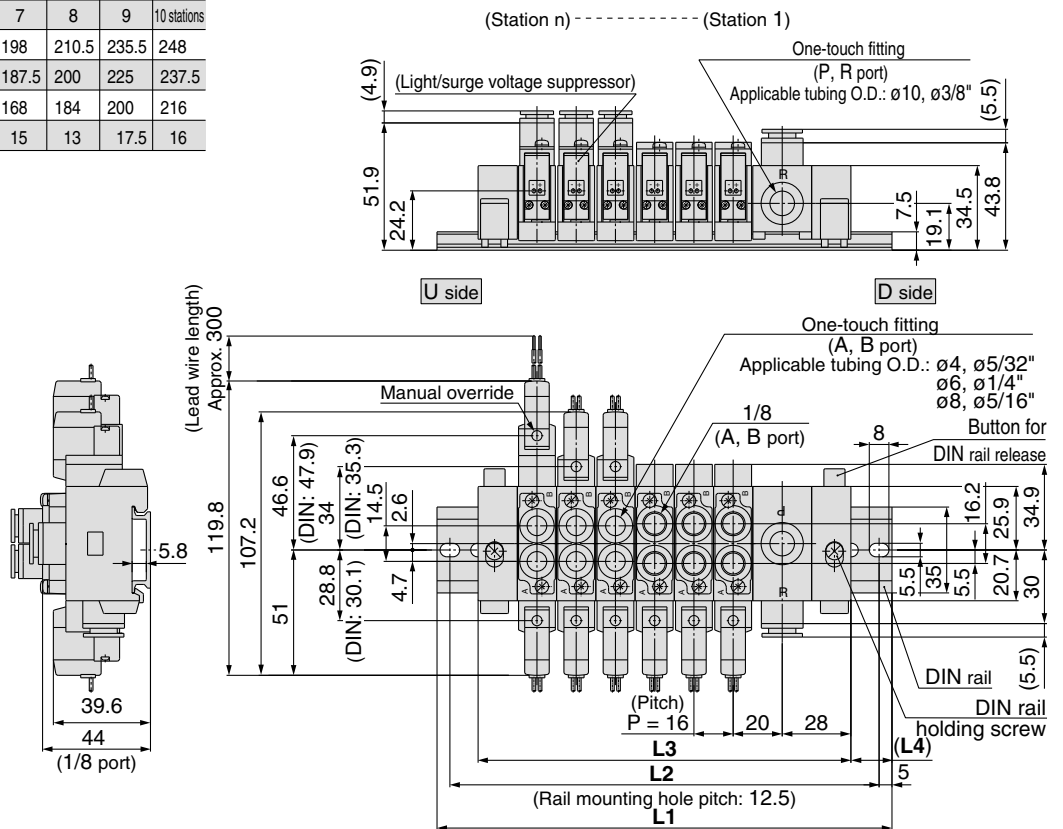 7 8 9 10 stations
198 210.5 235.5 248
187.5 200 225 237.5
168 184 200 216
15 13 17.5 16
(Station n) (Station 1)
One-touch fitting
(P, R port)
Applicable tubing O.D.: ø10, ø3/8"
(Light/surge voltage suppressor)
(4.9)
51.9
24.2
R
(5.5)
7.5
19.1
34.5
43.8
U side
D side
One-touch fitting
(A, B port)
Applicable tubing O.D.: ø4, ø5/32"
ø6, ø1/4"
ø8, ø5/16"
(Lead wire length)
Approx. 300
Manual override
1/8
(A, B port)
8
Button for
DIN rail release
119.8
107.2
46.6
(DIN: 47.9)
34
(DIN: 35.3)
14.5
2.6
51
28.8
(DIN: 30.1)
4.7
B B B B B B
A A A A A A
P
R
16.2
25.9
34.9
5.5
35
5.5
20.7
30
(5.5)
5.8
39.6
44
(1/8 port)
DIN rail
DIN rail
holding screw
(Pitch)
P = 16
20
28
L3
(L4)
L2
5
(Rail mounting hole pitch: 12.5)
L1